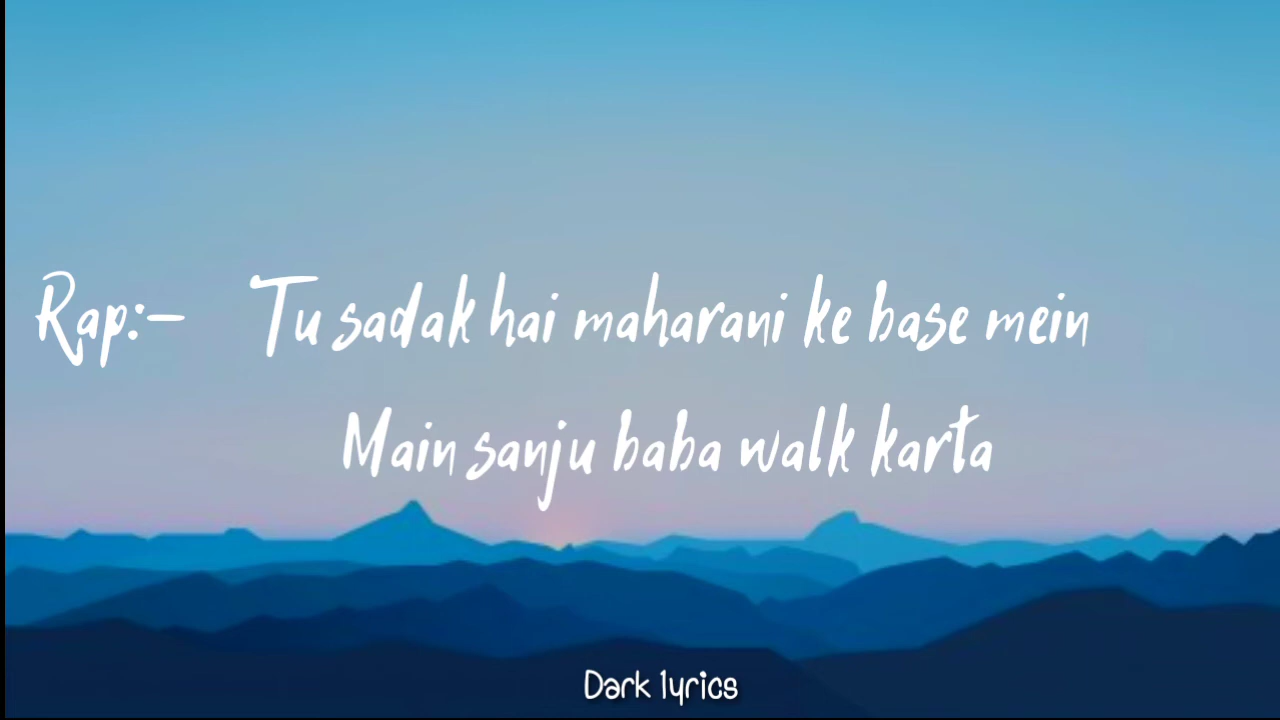 Rap:- Tu sadak hai maharani ke base mein
Main sanju baba walk karta
Dark lyrics